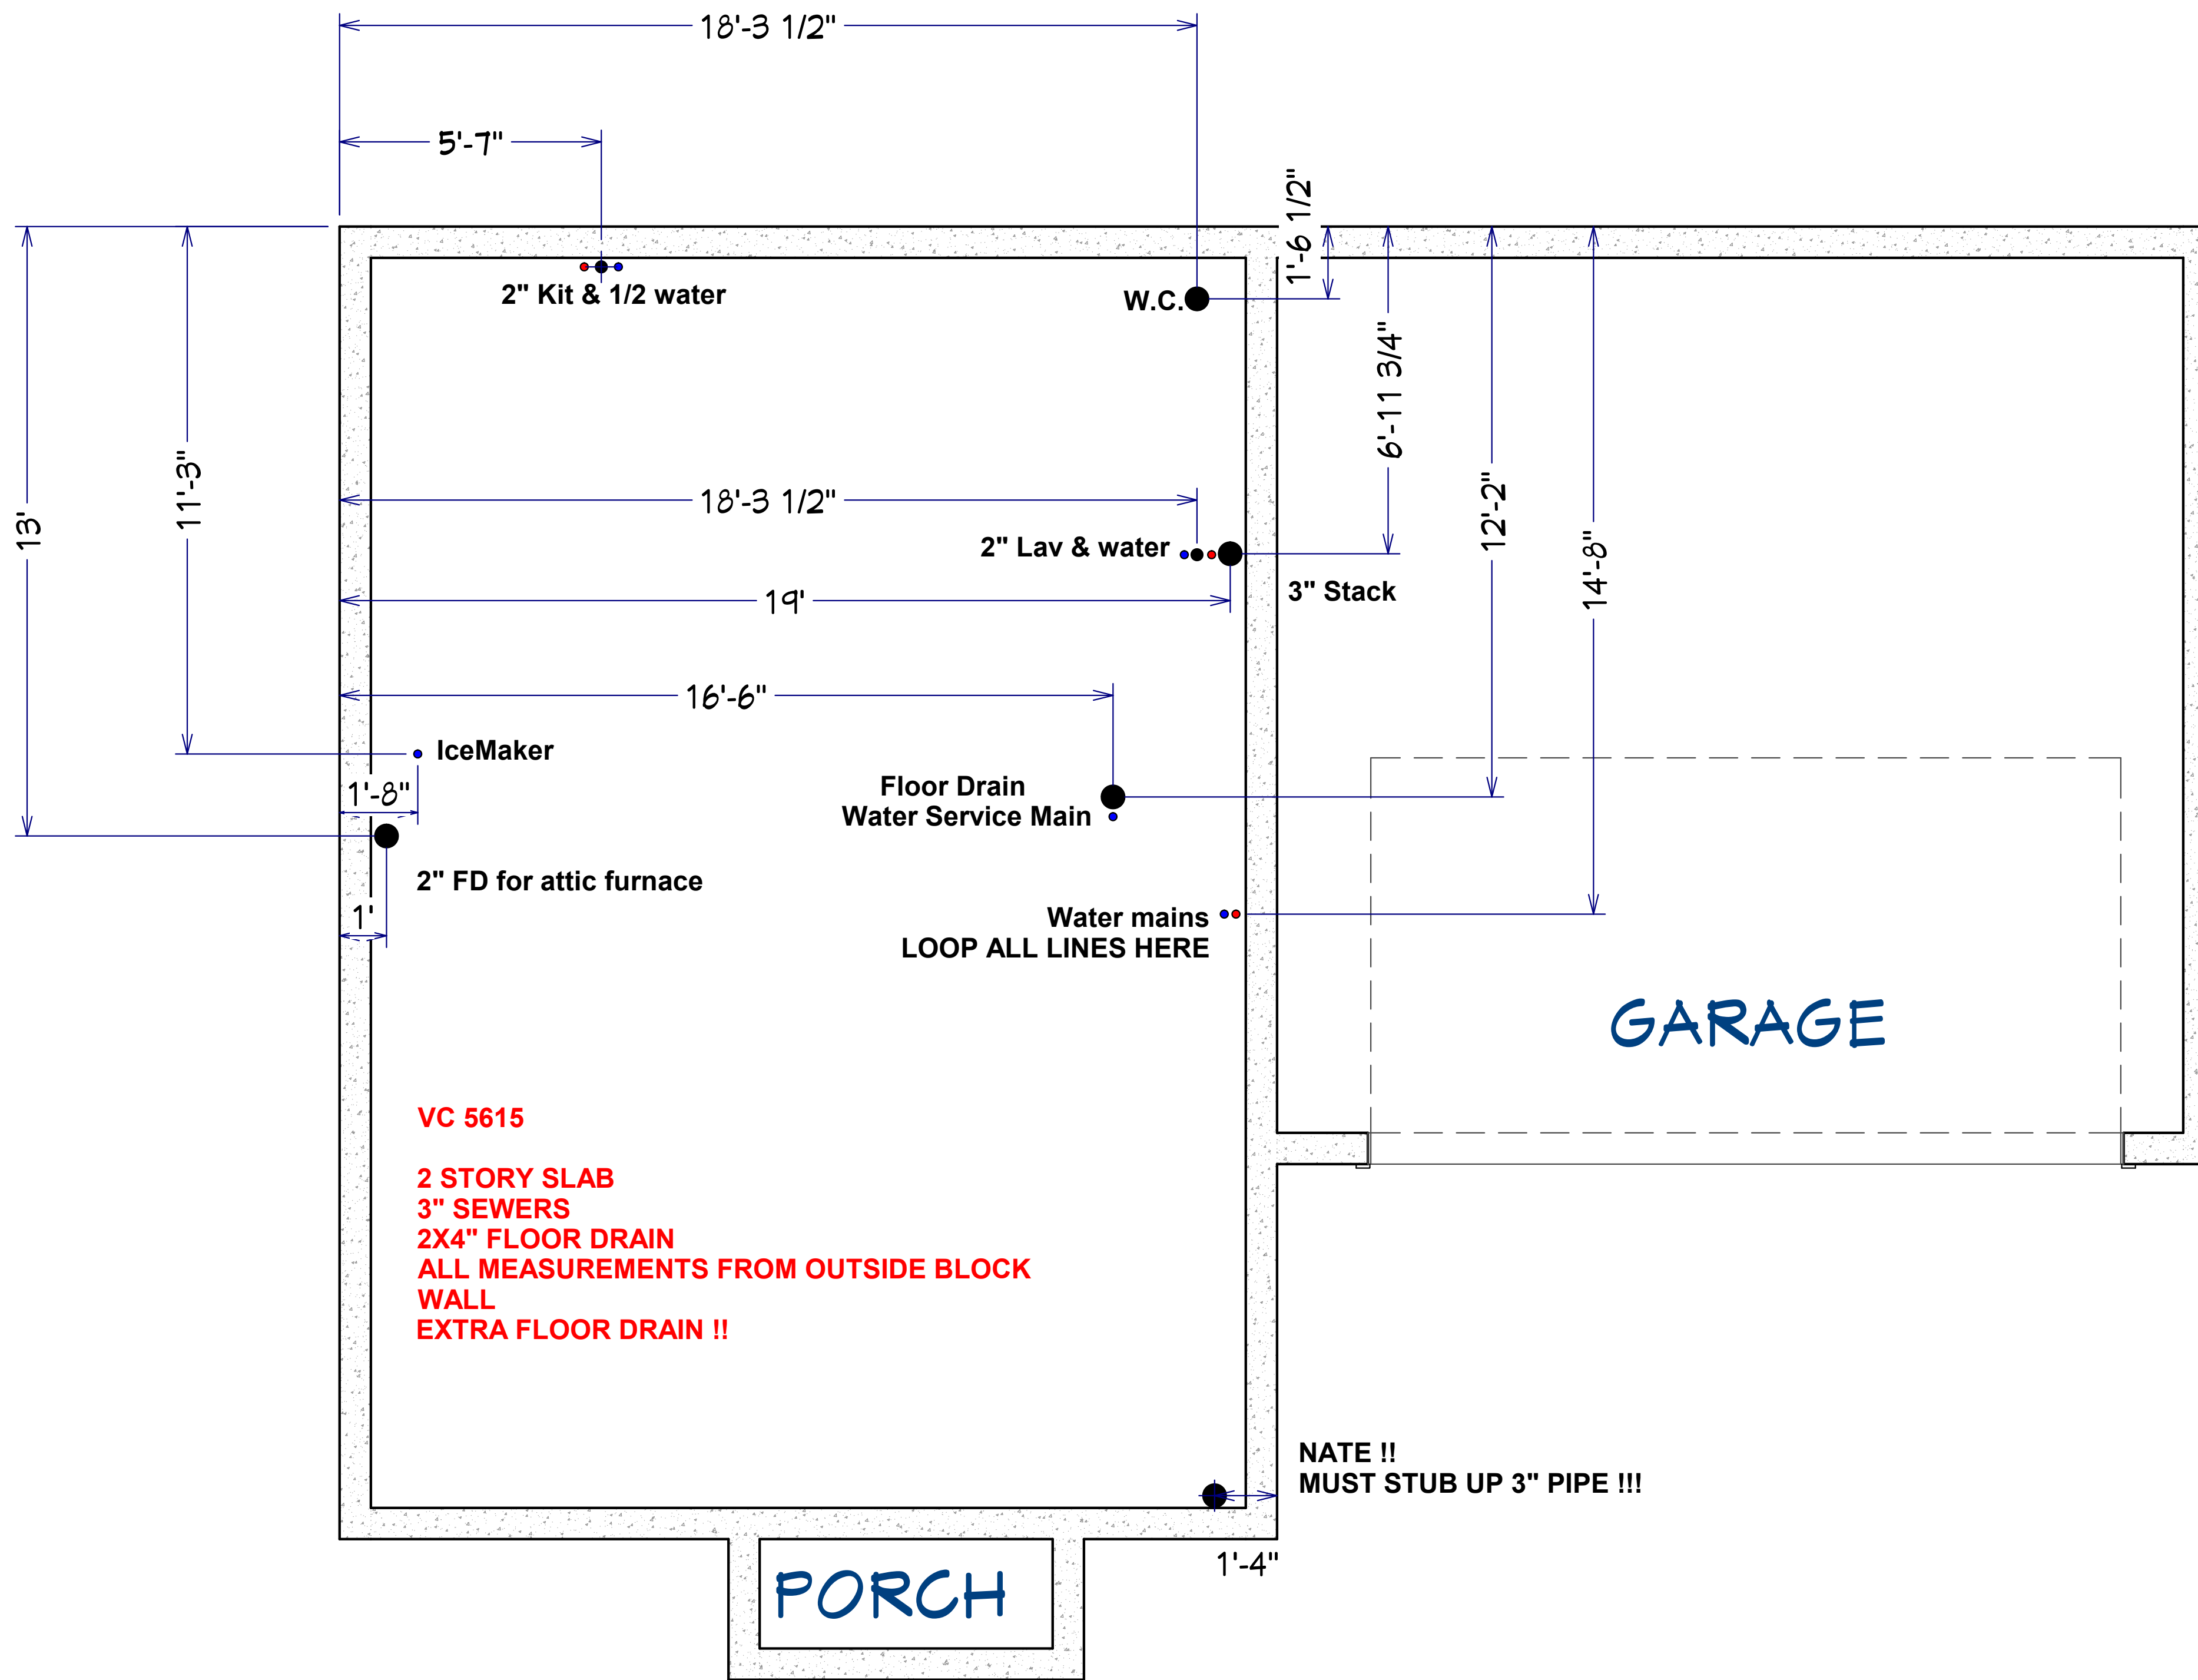 18'-3 1/2"
5'-7"
1'-6 1/2"
2" Kit & 1/2 water
W.C.
6'-11 3/4"
13'
11'-3"
18'-3 1/2"
12'-2"
2" Lav & water
14'-8"
3" Stack
19'
16'-6"
IceMaker
1'-8"
Floor Drain
Water Service Main
2" FD for attic furnace
1'
Water mains
LOOP ALL LINES HERE
GARAGE
VC 5615
2 STORY SLAB
3" SEWERS
2X4" FLOOR DRAIN
ALL MEASUREMENTS FROM OUTSIDE BLOCK
WALL
EXTRA FLOOR DRAIN !!
NATE !!
MUST STUB UP 3" PIPE !!!
1'-4"
PORCH